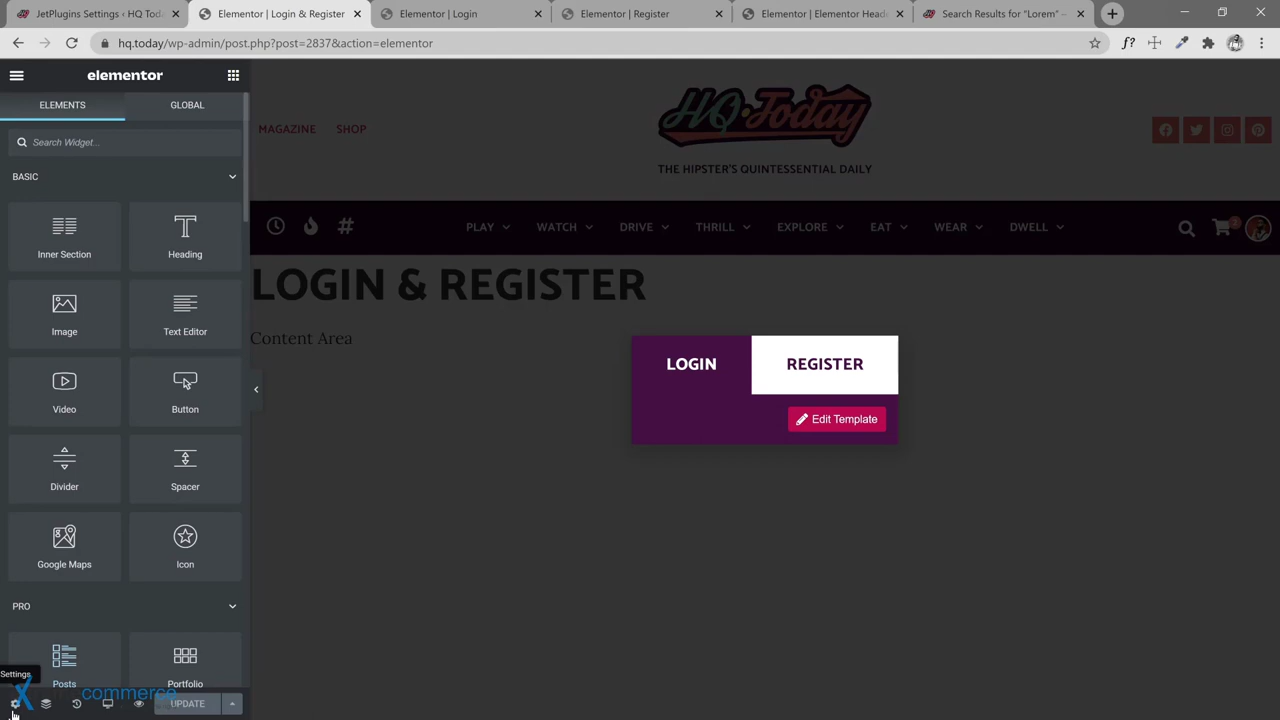 JetPlugins Settings ‹ HQ Toda
Elementor | Login & Register
Elementor | Login
Elementor | Register
Elementor | Elementor Heade
Search Results for "Lorem" –
hq.today/wp-admin/post.php?post=2837&action=elementor
f?
elementor
ELEMENTS
GLOBAL
Search Widget...
BASIC
Inner Section
Heading
Image
Text Editor
Video
Button
Divider
Spacer
Google Maps
Icon
PRO
Posts
Portfolio
Settings
commerce
UPDATE
MAGAZINE
SHOP
HQ•Today
THE HIPSTER'S QUINTESSENTIAL DAILY
PLAY
WATCH
DRIVE
THRILL
EXPLORE
EAT
WEAR
DWELL
LOGIN & REGISTER
Content Area
LOGIN
REGISTER
Edit Template